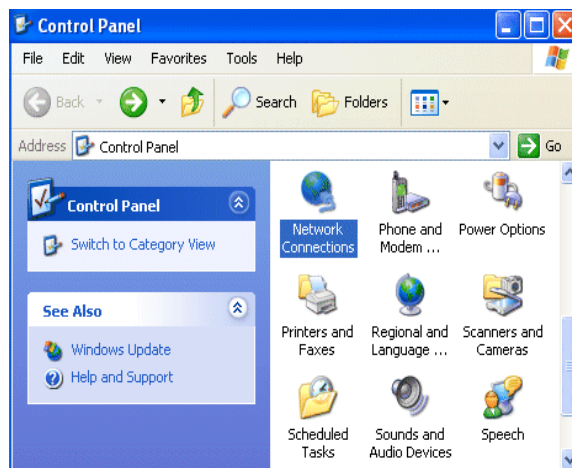 Control Panel
File Edit View Favorites Tools Help
Back Search Folders
Address Control Panel Go
Control Panel
Switch to Category View
See Also
Windows Update
Help and Support
Network
Connections
Phone and
Modem ...
Power Options
Printers and
Faxes
Regional and
Language ...
Scanners and
Cameras
Scheduled
Tasks
Sounds and
Audio Devices
Speech